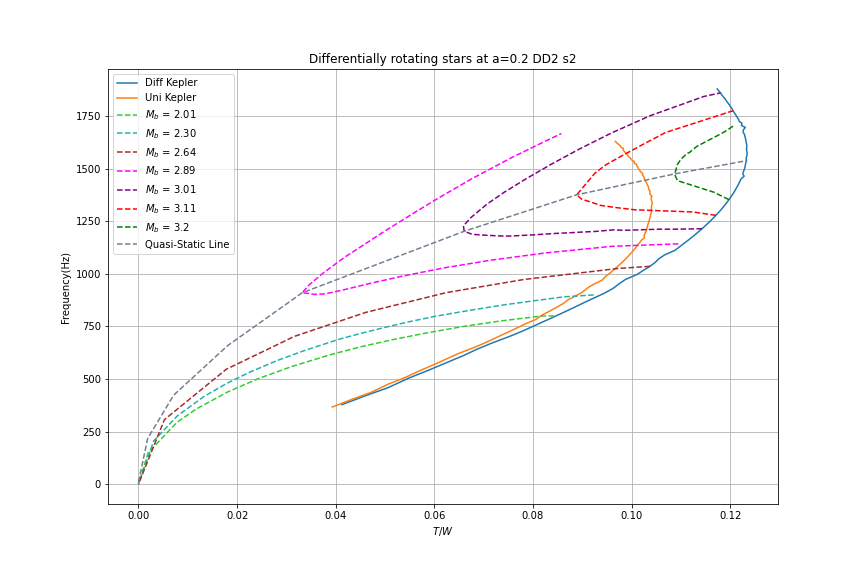 Differentially rotating stars at a=0.2 DD2 s2
Diff Kepler
Uni Kepler
M_b = 2.01
M_b = 2.30
M_b = 2.64
M_b = 2.89
M_b = 3.01
M_b = 3.11
M_b = 3.2
Quasi-Static Line
Frequency(Hz)
1750
1500
1250
1000
750
500
250
0
0.00 0.02 0.04 0.06 0.08 0.10 0.12
T/W